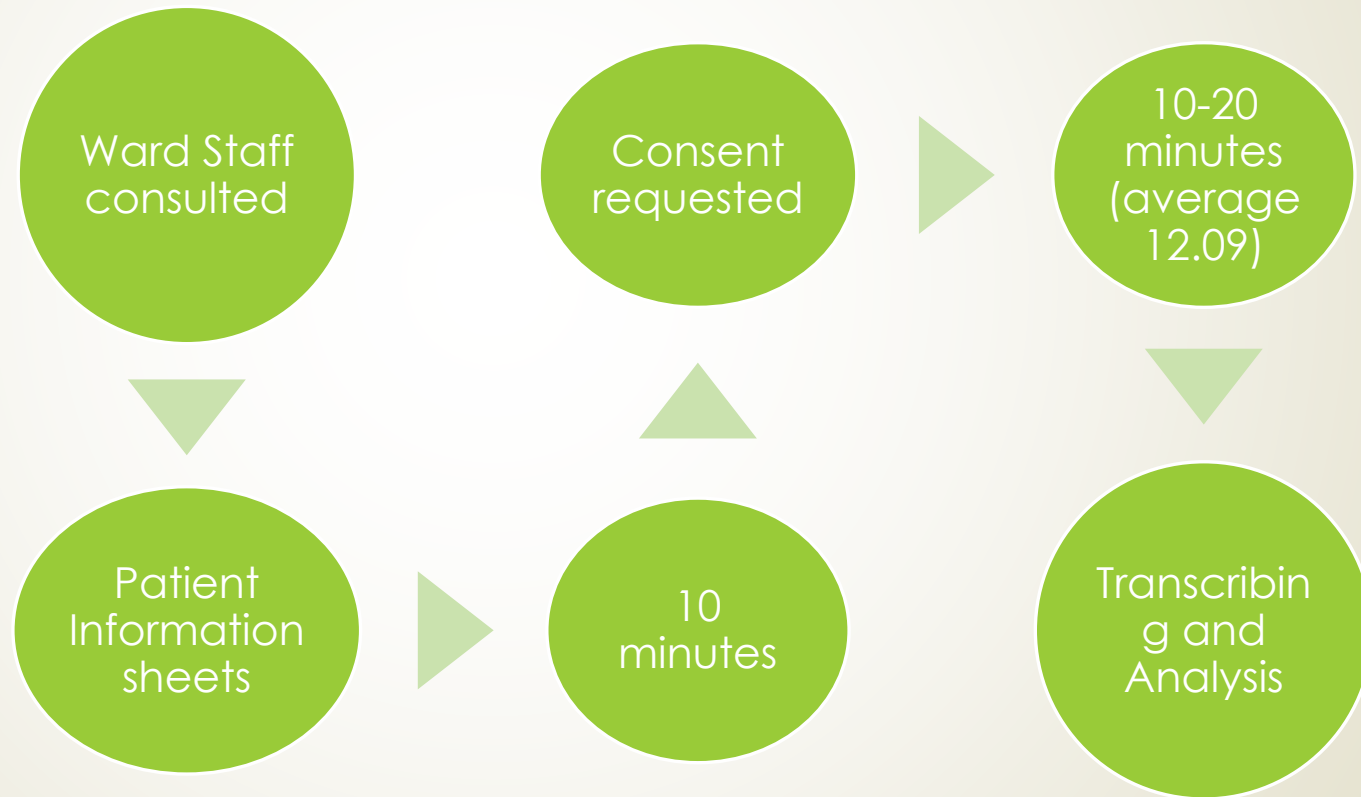 Ward Staff
consulted
Patient
Information
sheets
10
minutes
Consent
requested
10-20
minutes
(average
12.09)
Transcribin
g and
Analysis